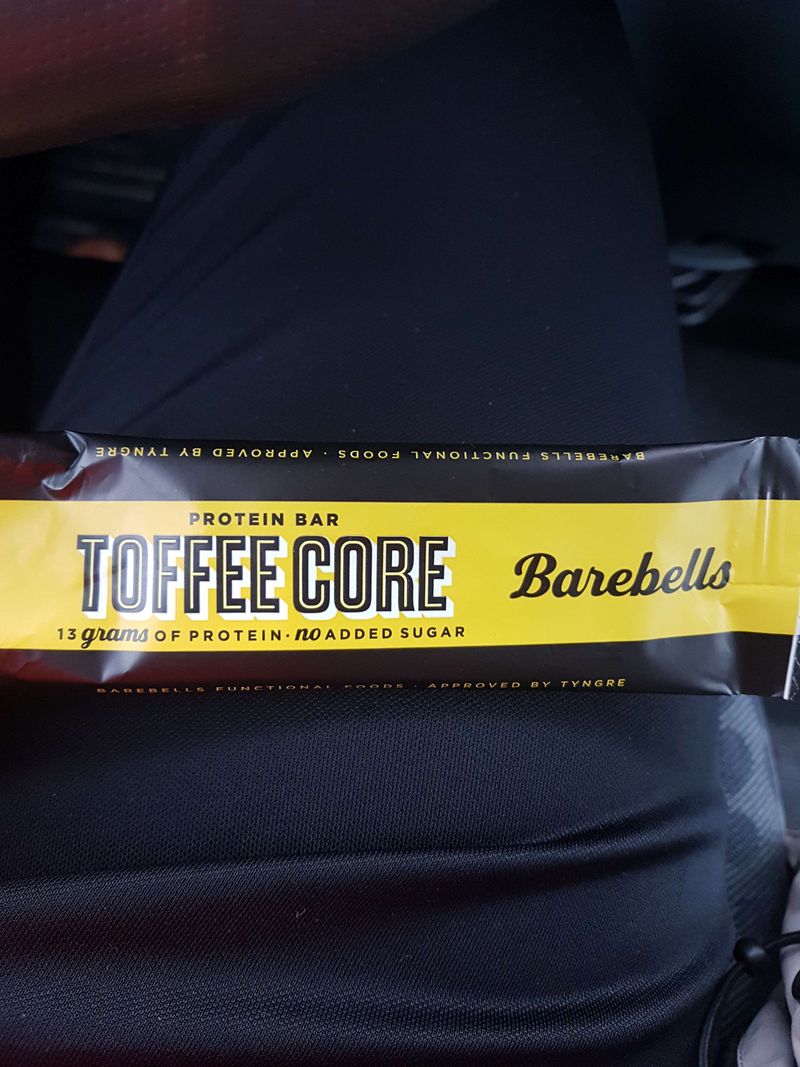 BAREBELLS FUNCTIONAL FOODS · APPROVED BY TYNGRE
PROTEIN BAR
TOFFEE CORE
Barebells
13 grams OF PROTEIN · no ADDED SUGAR
BAREBELLS FUNCTIONAL FOODS · APPROVED BY TYNGRE